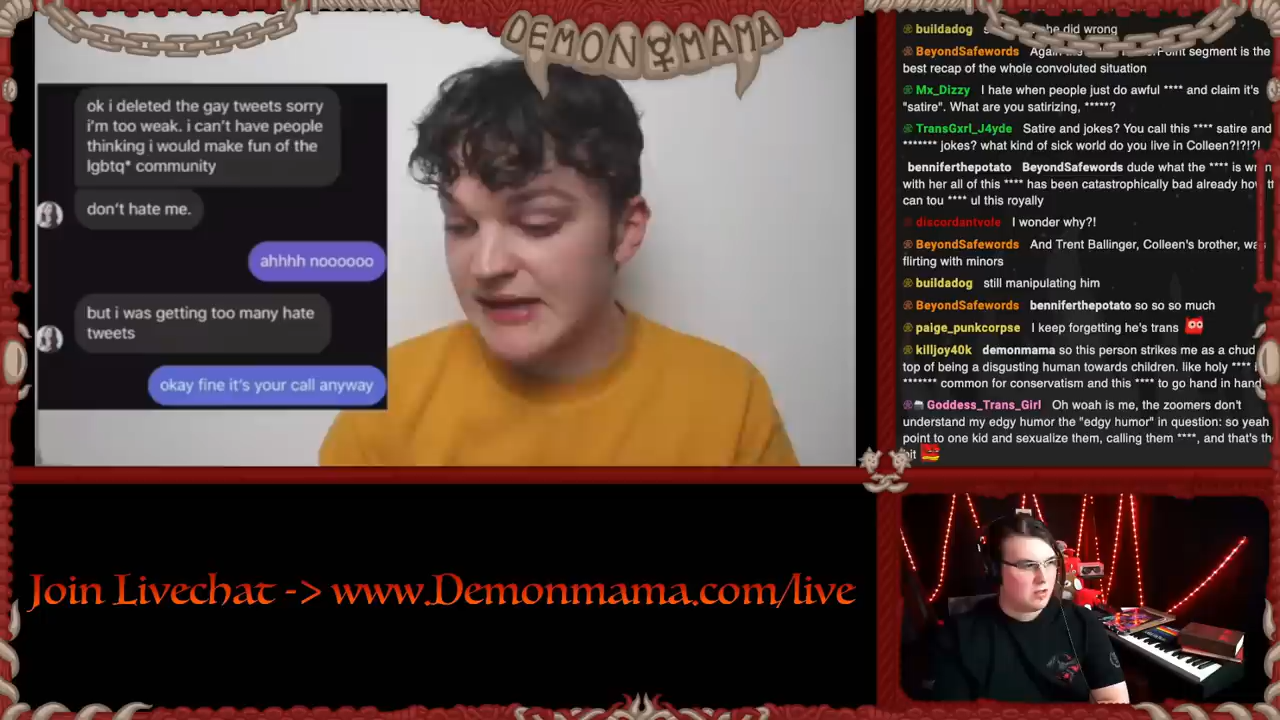 DEMON MAMA
ok i deleted the gay tweets sorry
i'm too weak. i can't have people
thinking i would make fun of the
lgbtq* community
don't hate me.
ahhhh noooooo
but i was getting too many hate
tweets
okay fine it's your call anyway
buildadog he did wrong
BeyondSafewords segment is the
best recap of the whole convoluted situation
Mx_Dizzy I hate when people just do awful **** and claim it's
"satire". What are you satirizing, *****?
TransGxrl_J4yde Satire and jokes? You call this **** satire and
******* jokes? what kind of sick world do you live in Colleen?!?!?!
benniferthepotato BeyondSafewords dude what the **** is
with her all of this **** has been catastrophically bad already
can tou **** ul this royally
discordantvofe I wonder why?!
BeyondSafewords And Trent Ballinger, Colleen's brother, was
flirting with minors
buildadog still manipulating him
BeyondSafewords benniferthepotato so so so much
paige_punkcorpse I keep forgetting he's trans
killjoy40k demonmama so this person strikes me as a chud
top of being a disgusting human towards children. like holy ****
******* common for conservatism and this **** to go hand in hand
Goddess_Trans_Girl Oh woah is me, the zoomers don't
understand my edgy humor the "edgy humor" in question: so yeah
point to one kid and sexualize them, calling them ****, and that's
bit
Join Livechat -> www.Demonmama.com/live